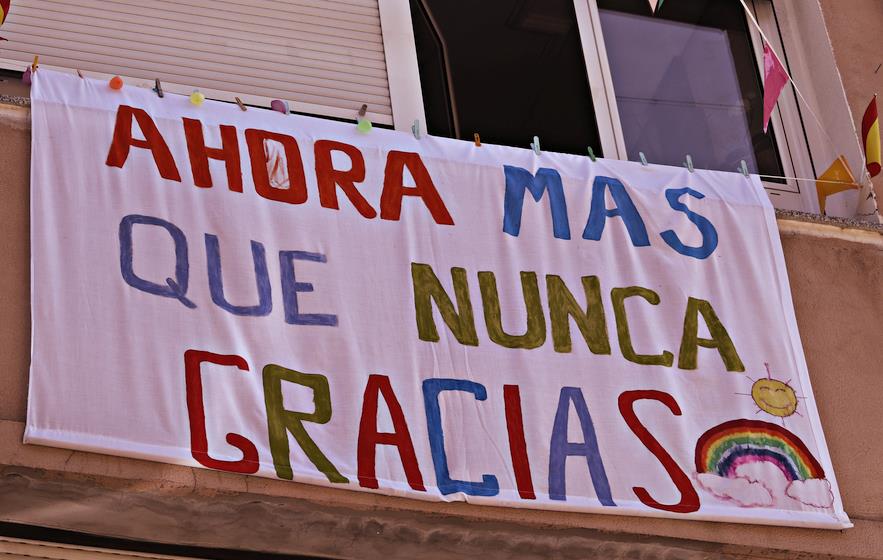 AHORA MAS
QUE NUNCA
GRACIAS